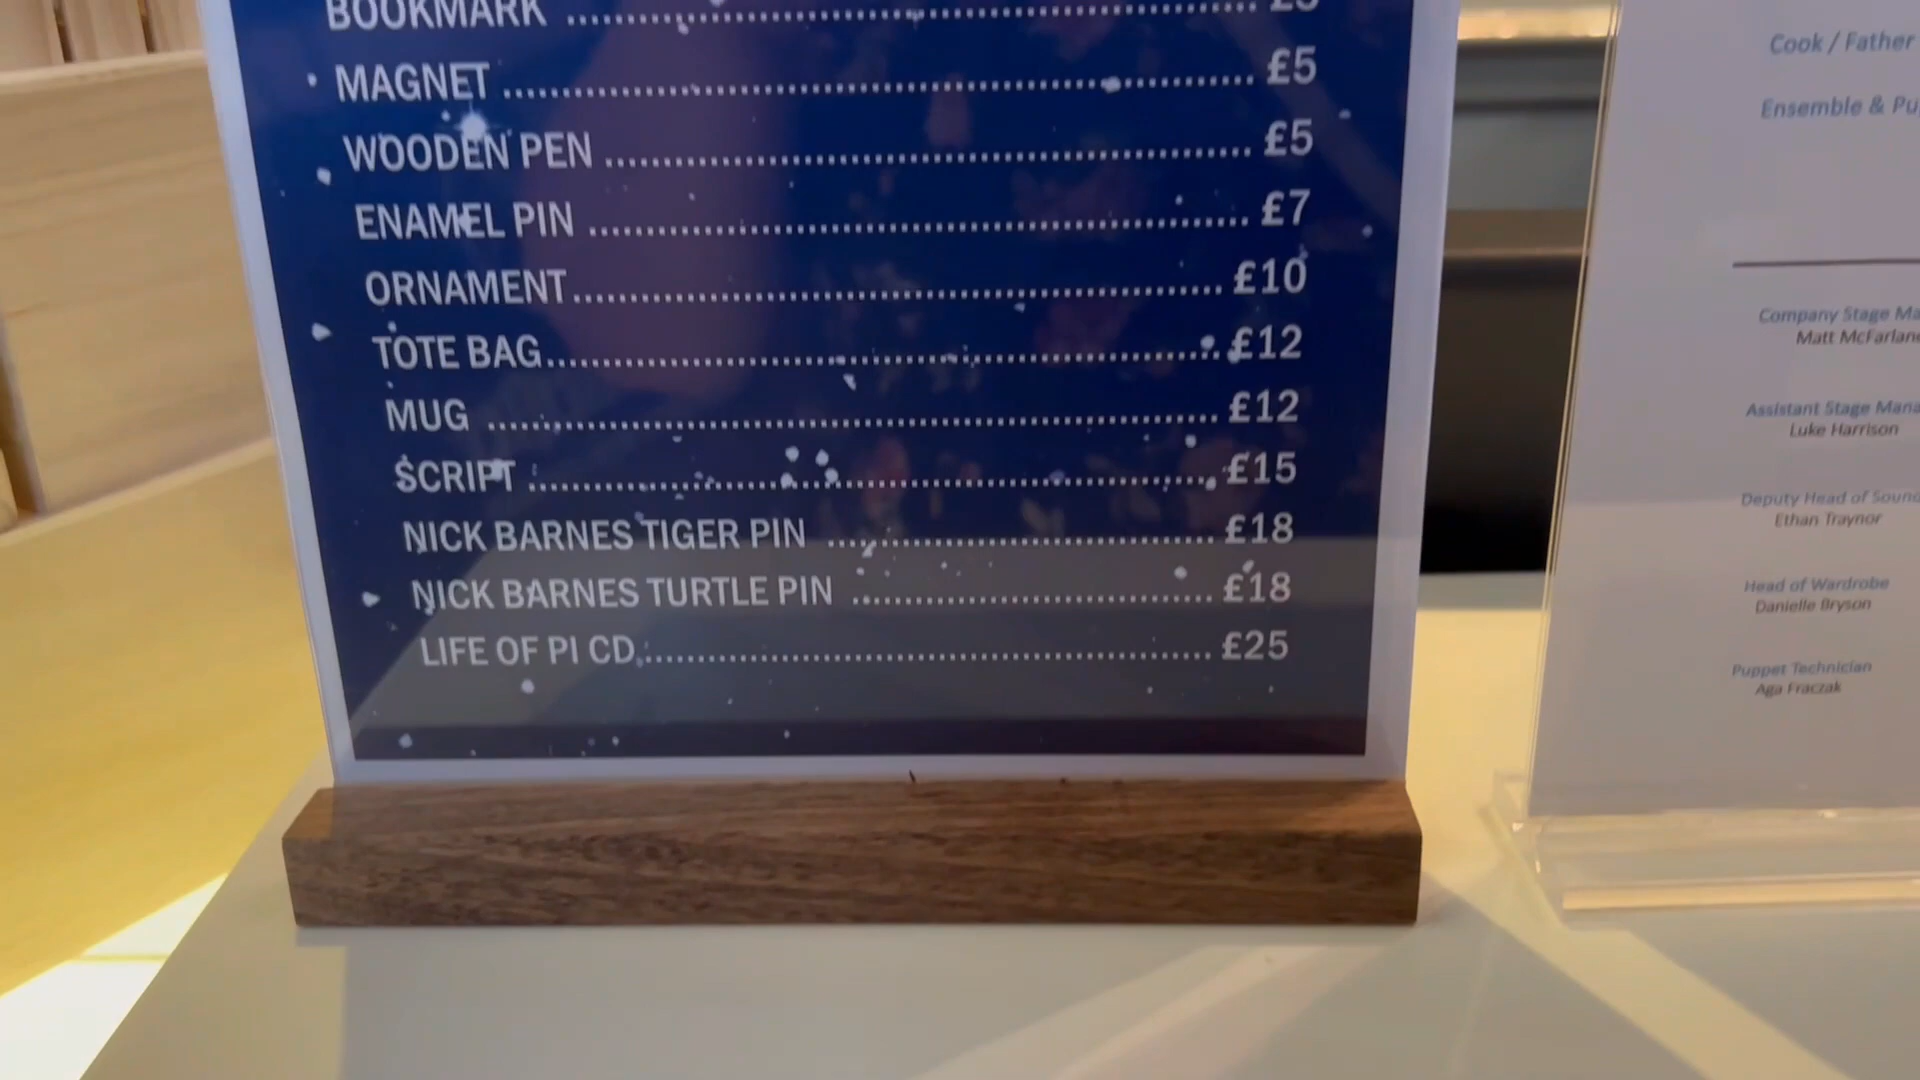 BOOKMARK
MAGNET ........ £5
WOODEN PEN ........ £5
ENAMEL PIN ........ £7
ORNAMENT ........ £10
TOTE BAG ........ £12
MUG ........ £12
SCRIPT ........ £15
NICK BARNES TIGER PIN ........ £18
NICK BARNES TURTLE PIN ........ £18
LIFE OF PI CD ........ £25
Cook / Father
Ensemble &
Company Stage
Matt McFarlane
Assistant Stage
Luke Harrison
Deputy Head of Sound
Ethan Traynor
Head of Wardrobe
Danielle Bryson
Puppet Technician
Aga Fraczak